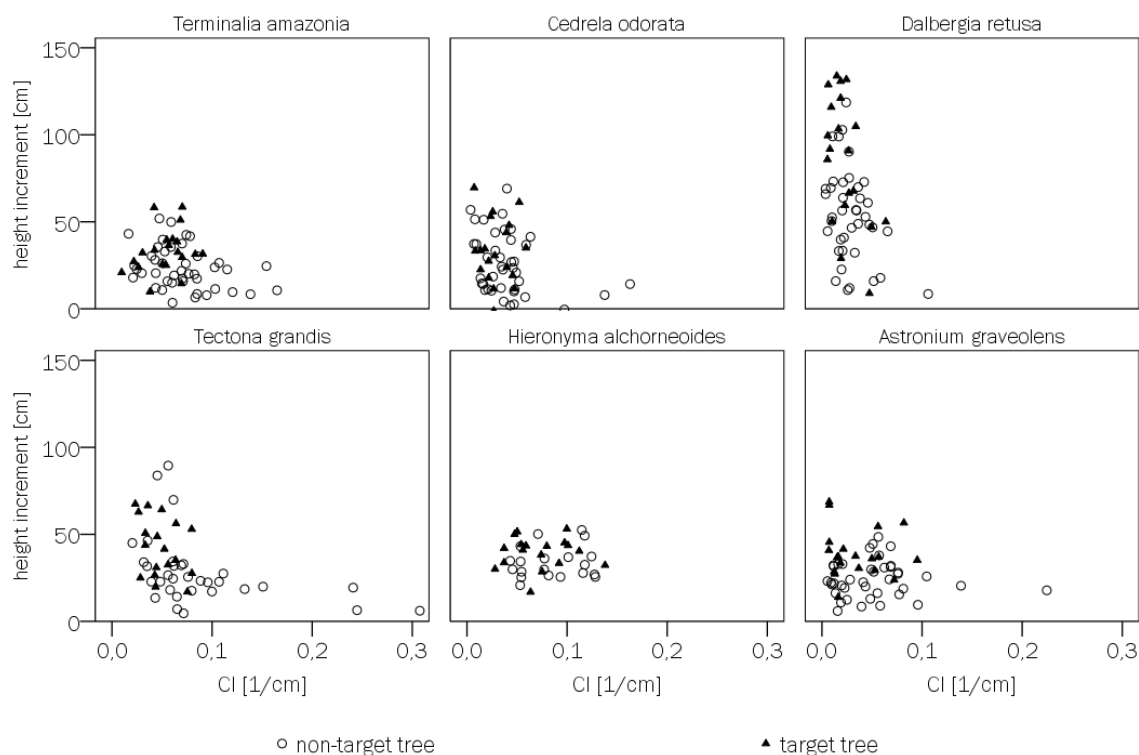 Terminalia amazonia Cedrela odorata Dalbergia retusa
height increment [cm]
150
100
50
0
Tectona grandis Hieronyma alchorneoides Astronium graveolens
height increment [cm]
150
100
50
0
0,0 0,1 0,2 0,3 0,0 0,1 0,2 0,3 0,0 0,1 0,2 0,3
CI [1/cm] CI [1/cm] CI [1/cm]
non-target tree target tree